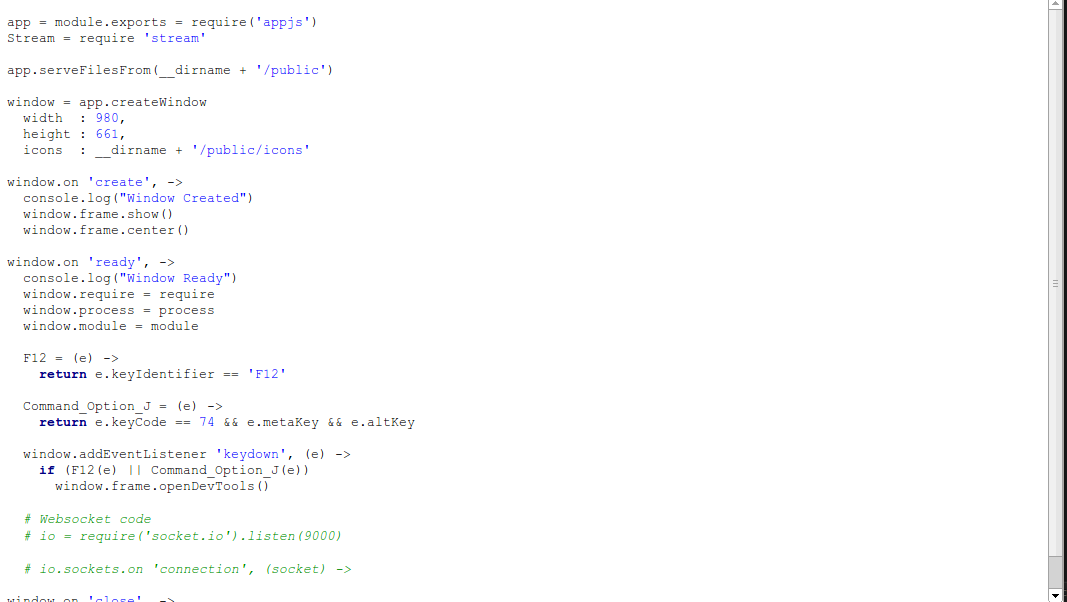 app = module.exports = require('appjs')
Stream = require 'stream'
app.serveFilesFrom(__dirname + '/public')
window = app.createWindow
  width  : 980,
  height : 661,
  icons  : __dirname + '/public/icons'
window.on 'create', ->
  console.log("Window Created")
  window.frame.show()
  window.frame.center()
window.on 'ready', ->
  console.log("Window Ready")
  window.require = require
  window.process = process
  window.module = module
  F12 = (e) ->
    return e.keyIdentifier == 'F12'
  Command_Option_J = (e) ->
    return e.keyCode == 74 && e.metaKey && e.altKey
  window.addEventListener 'keydown', (e) ->
    if (F12(e) || Command_Option_J(e))
      window.frame.openDevTools()
  # Websocket code
  # io = require('socket.io').listen(9000)
  # io.sockets.on 'connection', (socket) ->
window.on 'close', ->